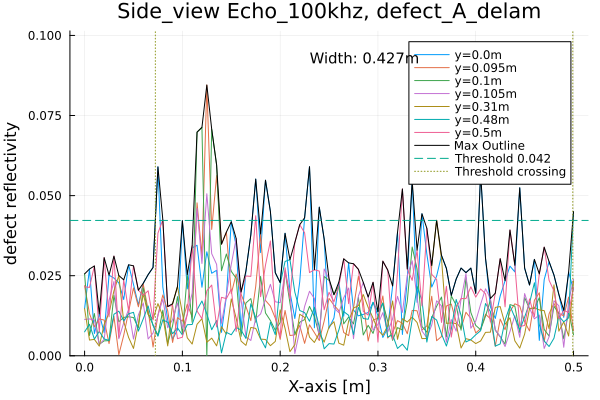 Side_view Echo_100khz, defect_A_delam
Width: 0.427m
y=0.0m
y=0.095m
y=0.1m
y=0.105m
y=0.31m
y=0.48m
y=0.5m
Max Outline
Threshold 0.042
Threshold crossing
defect reflectivity
0.100
0.075
0.050
0.025
0.000
0.0 0.1 0.2 0.3 0.4 0.5
X-axis [m]